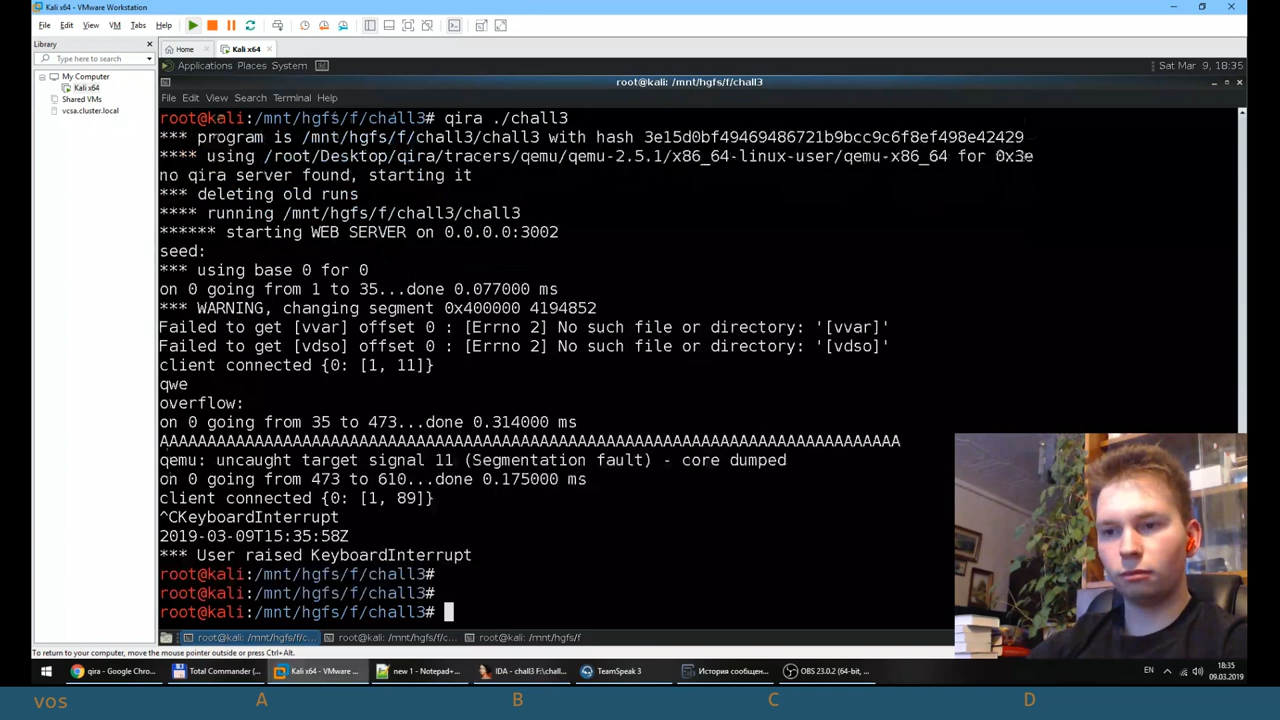 Kali x64 - VMware Workstation
File Edit View VM Tabs Help
Library
Type here to search
My Computer
Kali x64
Shared VMs
vcsa.cluster.local
Home
Kali x64
Applications Places System
Sat Mar 9, 18:35
root@kali: /mnt/hgfs/f/chall3
File Edit View Search Terminal Help
root@kali:/mnt/hgfs/f/chall3# qira ./chall3
*** program is /mnt/hgfs/f/chall3/chall3 with hash 3e15d0bf49469486721b9bcc9c6f8ef498e42429
**** using /root/Desktop/qira/tracers/qemu/qemu-2.5.1/x86_64-linux-user/qemu-x86_64 for 0x3e
no qira server found, starting it
*** deleting old runs
**** running /mnt/hgfs/f/chall3/chall3
****** starting WEB SERVER on 0.0.0.0:3002
seed:
*** using base 0 for 0
on 0 going from 1 to 35...done 0.077000 ms
*** WARNING, changing segment 0x400000 4194852
Failed to get [vvar] offset 0 : [Errno 2] No such file or directory: '[vvar]'
Failed to get [vdso] offset 0 : [Errno 2] No such file or directory: '[vdso]'
client connected {0: [1, 11]}
qwe
overflow:
on 0 going from 35 to 473...done 0.314000 ms
AAAAAAAAAAAAAAAAAAAAAAAAAAAAAAAAAAAAAAAAAAAAAAAAAAAAAAAAAAAAAAAAAAAAAAAAAAAAAAA
qemu: uncaught target signal 11 (Segmentation fault) - core dumped
on 0 going from 473 to 610...done 0.175000 ms
client connected {0: [1, 89]}
^CKeyboardInterrupt
2019-03-09T15:35:58Z
*** User raised KeyboardInterrupt
root@kali:/mnt/hgfs/f/chall3#
root@kali:/mnt/hgfs/f/chall3#
root@kali:/mnt/hgfs/f/chall3#
root@kali: /mnt/hgfs/f/c... root@kali: /mnt/hgfs/f/c... root@kali: /mnt/hgfs/f
To return to your computer, move the mouse pointer outside or press Ctrl+Alt.
qira - Google Chro... Total Commander (... Kali x64 - VMware ... new 1 - Notepad+... IDA - chall3 F:\chall... TeamSpeak 3 История сообщен... OBS 23.0.2 (64-bit, ...
EN
18:35
09.03.2019
vos A B C D